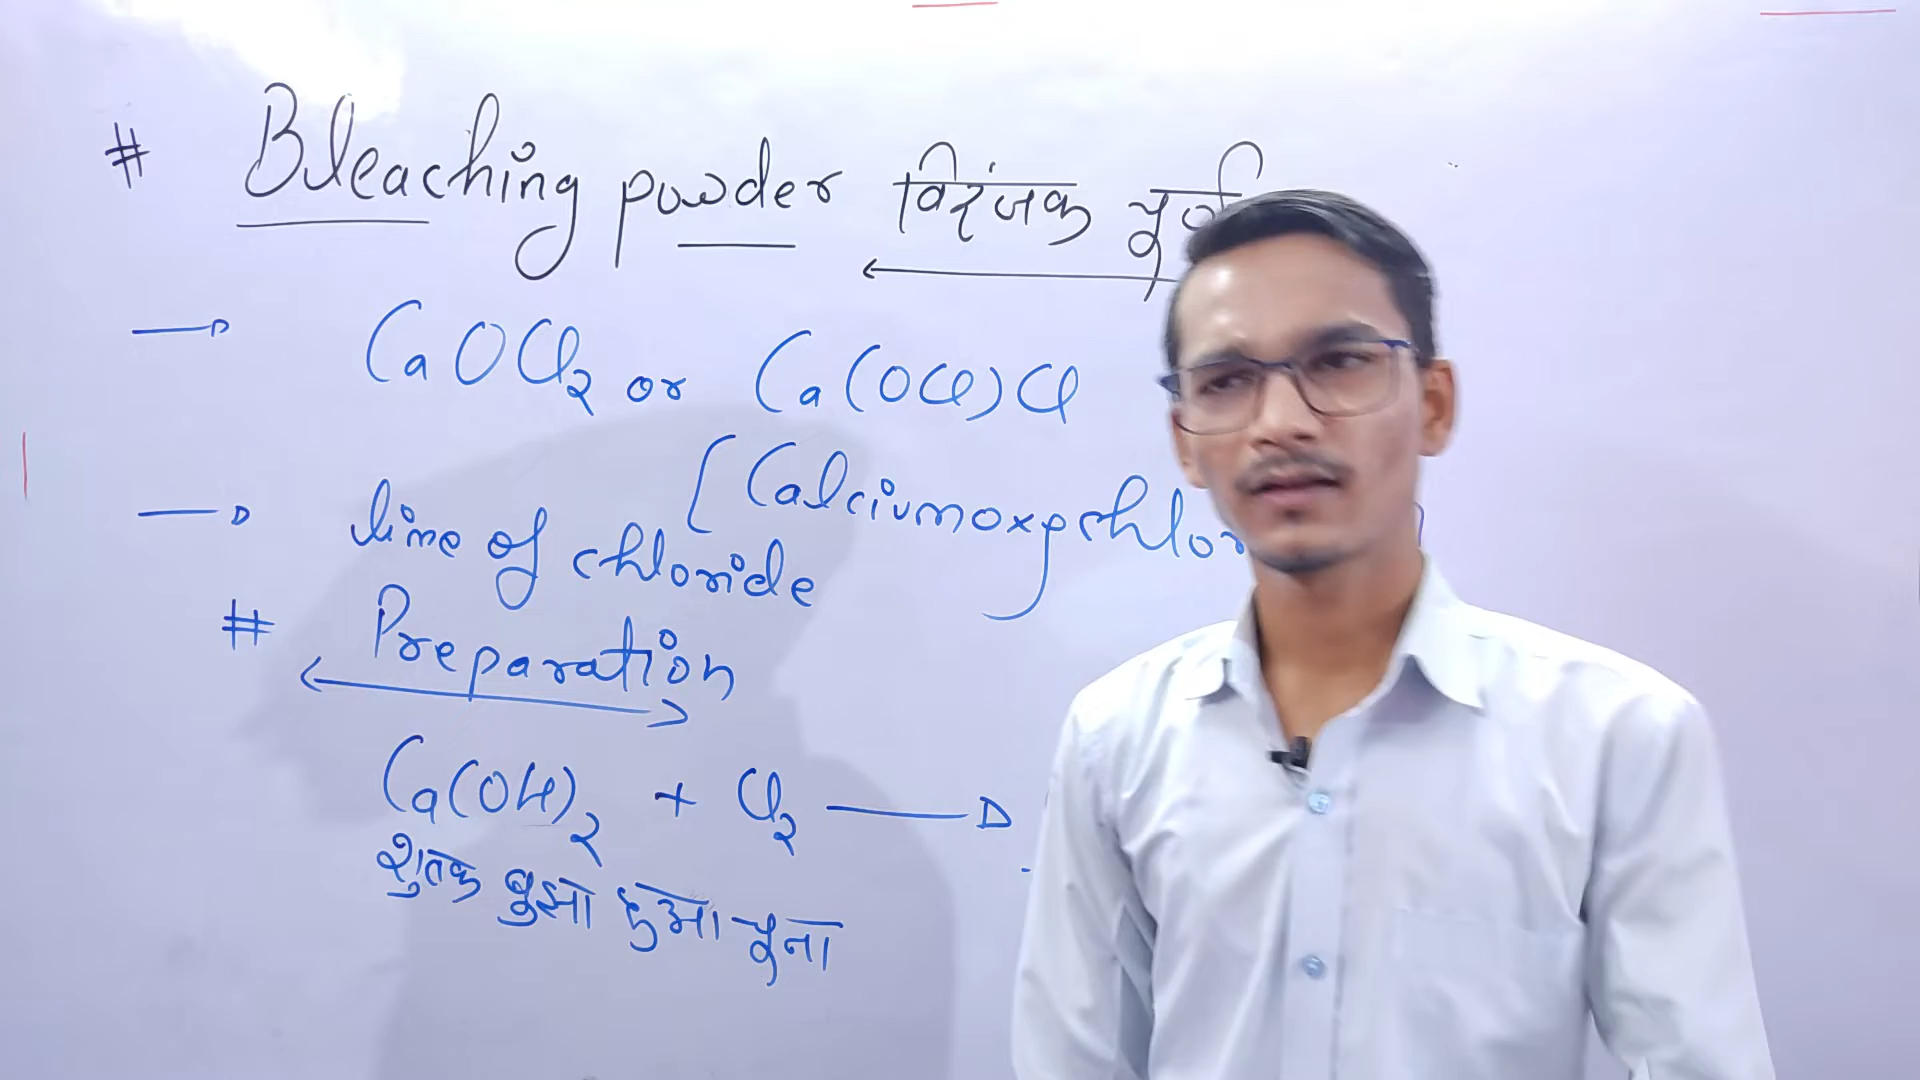 # Bleaching powder विरंजक
→ CaOCl₂ or Ca(OCl)Cl
[Calciumoxychlor
→ lime of chloride
# Preparation
Ca(OH)₂ + Cl₂ →
शुतक बुझा हुआ चूना